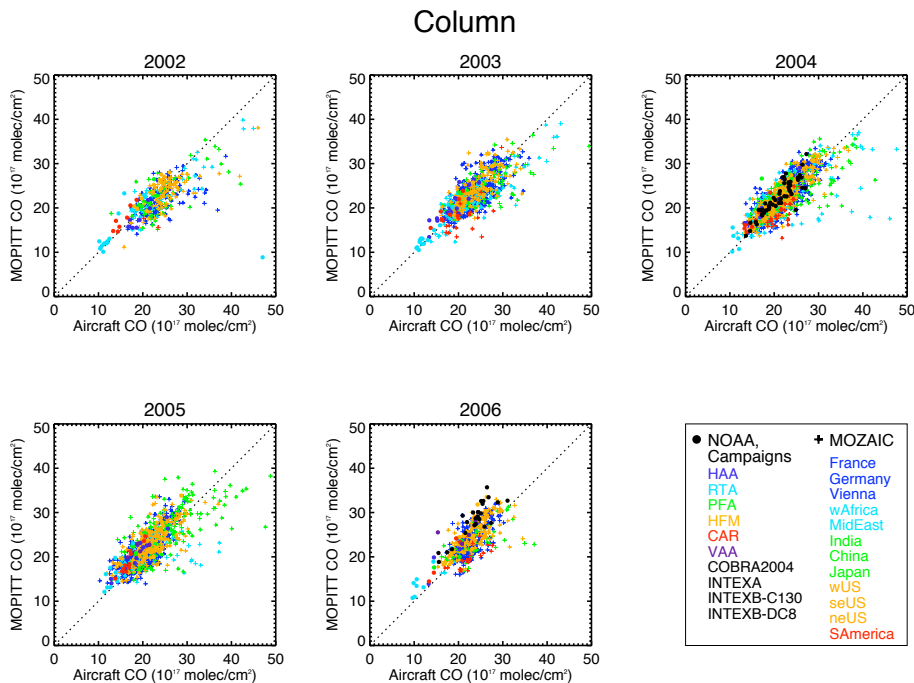 Column
2002
50
40
30
20
10
0
MOPITT CO (10¹⁷ molec/cm²)
0 10 20 30 40 50
Aircraft CO (10¹⁷ molec/cm²)
2003
50
40
30
20
10
0
MOPITT CO (10¹⁷ molec/cm²)
0 10 20 30 40 50
Aircraft CO (10¹⁷ molec/cm²)
2004
50
40
30
20
10
0
MOPITT CO (10¹⁷ molec/cm²)
0 10 20 30 40 50
Aircraft CO (10¹⁷ molec/cm²)
2005
50
40
30
20
10
0
MOPITT CO (10¹⁷ molec/cm²)
0 10 20 30 40 50
Aircraft CO (10¹⁷ molec/cm²)
2006
50
40
30
20
10
0
MOPITT CO (10¹⁷ molec/cm²)
0 10 20 30 40 50
Aircraft CO (10¹⁷ molec/cm²)
NOAA,
Campaigns
HAA
RTA
PFA
HFM
CAR
VAA
COBRA2004
INTEXA
INTEXB-C130
INTEXB-DC8
MOZAIC
France
Germany
Vienna
wAfrica
MidEast
India
China
Japan
wUS
seUS
neUS
SAmerica